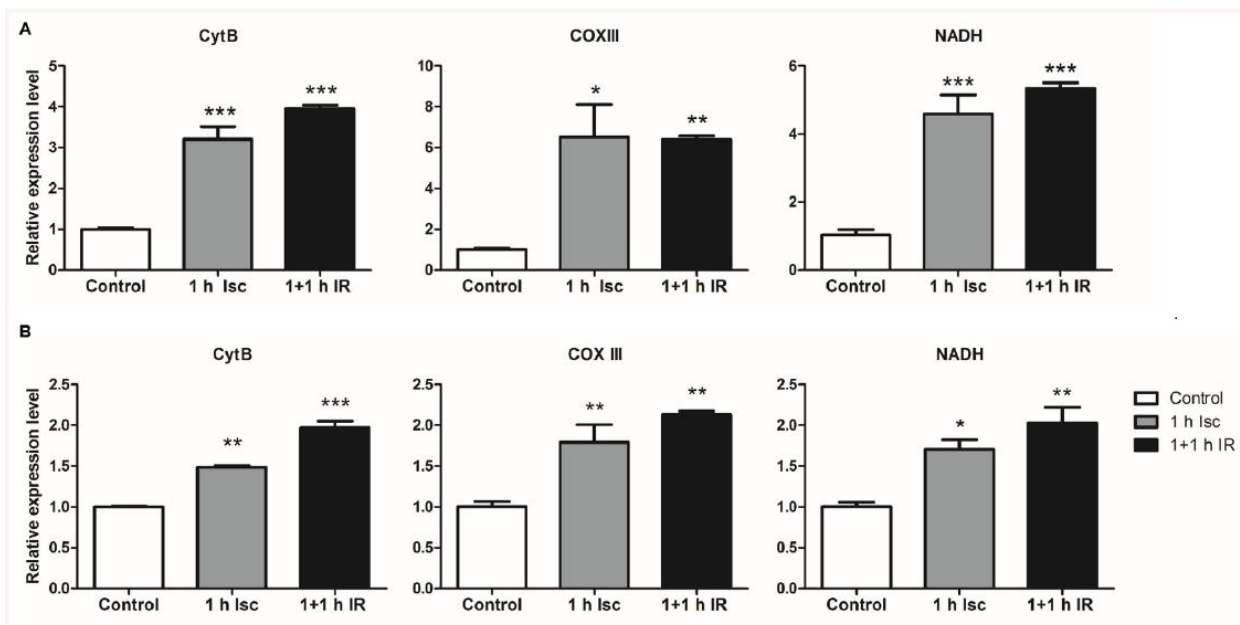 A
CytB
COXIII
NADH
Relative expression level
5
4
3
2
1
0
10
8
6
4
2
0
6
4
2
0
***
***
*
**
***
***
Control
1 h Isc
1+1 h IR
Control
1 h Isc
1+1 h IR
Control
1 h Isc
1+1 h IR
B
CytB
COX III
NADH
Relative expression level
2.5
2.0
1.5
1.0
0.5
0.0
2.5
2.0
1.5
1.0
0.5
0.0
2.5
2.0
1.5
1.0
0.5
0.0
**
***
**
**
*
**
Control
1 h Isc
1+1 h IR
Control
1 h Isc
1+1 h IR
Control
1 h Isc
1+1 h IR
Control
1 h Isc
1+1 h IR